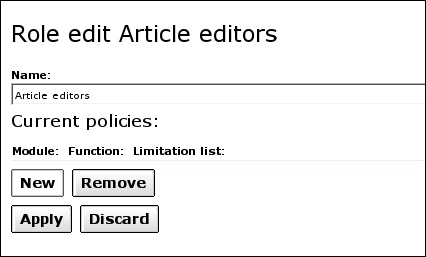 Role edit Article editors
Name:
Article editors
Current policies:
Module: Function: Limitation list:
New Remove
Apply Discard